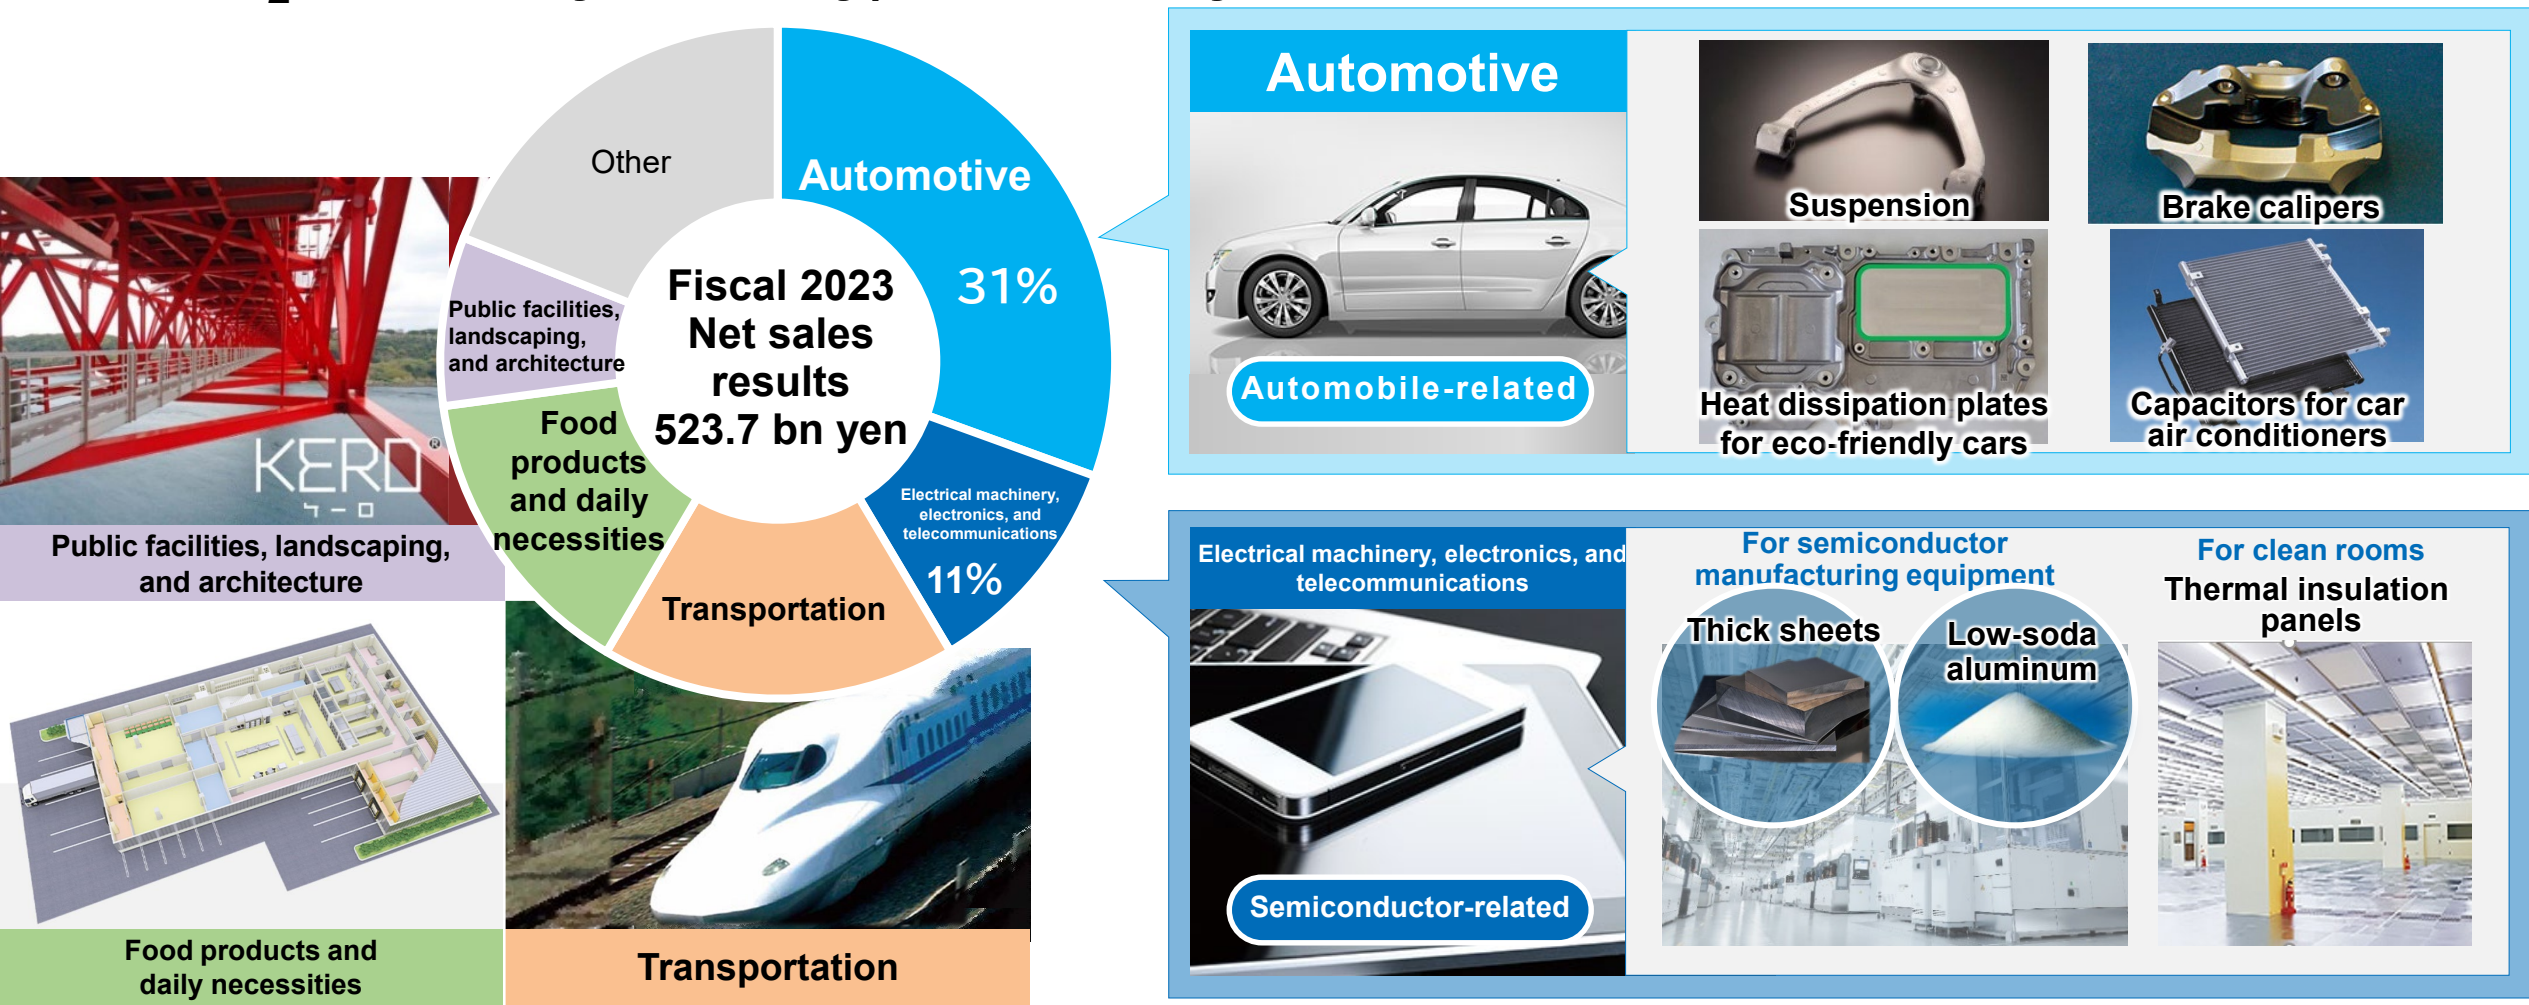 Other
Automotive
31%
Fiscal 2023
Net sales
results
523.7 bn yen
Public facilities,
landscaping,
and architecture
Food
products
and daily
necessities
Electrical machinery,
electronics, and
telecommunications
11%
Transportation
KERO®
ケーロ
Public facilities, landscaping,
and architecture
Food products and
daily necessities
Transportation
Automotive
Automobile-related
Suspension
Brake calipers
Heat dissipation plates
for eco-friendly cars
Capacitors for car
air conditioners
Electrical machinery, electronics, and
telecommunications
Semiconductor-related
For semiconductor
manufacturing equipment
Thick sheets
Low-soda
aluminum
For clean rooms
Thermal insulation
panels